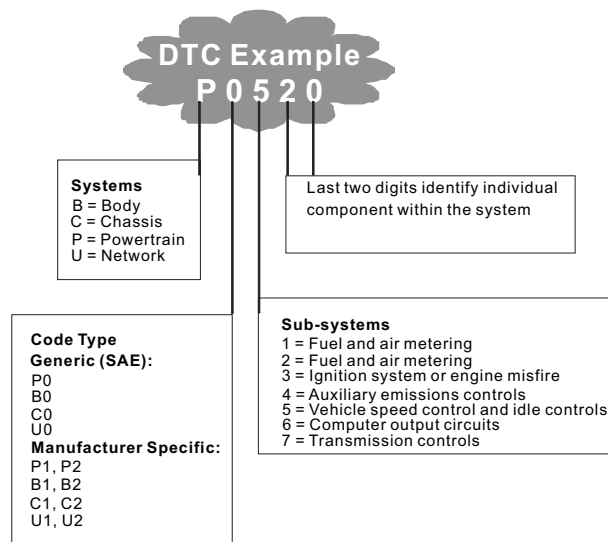 DTC Example
P 0 5 2 0
Systems
B = Body
C = Chassis
P = Powertrain
U = Network
Last two digits identify individual
component within the system
Code Type
Generic (SAE):
P0
B0
C0
U0
Manufacturer Specific:
P1, P2
B1, B2
C1, C2
U1, U2
Sub-systems
1 = Fuel and air metering
2 = Fuel and air metering
3 = Ignition system or engine misfire
4 = Auxiliary emissions controls
5 = Vehicle speed control and idle controls
6 = Computer output circuits
7 = Transmission controls